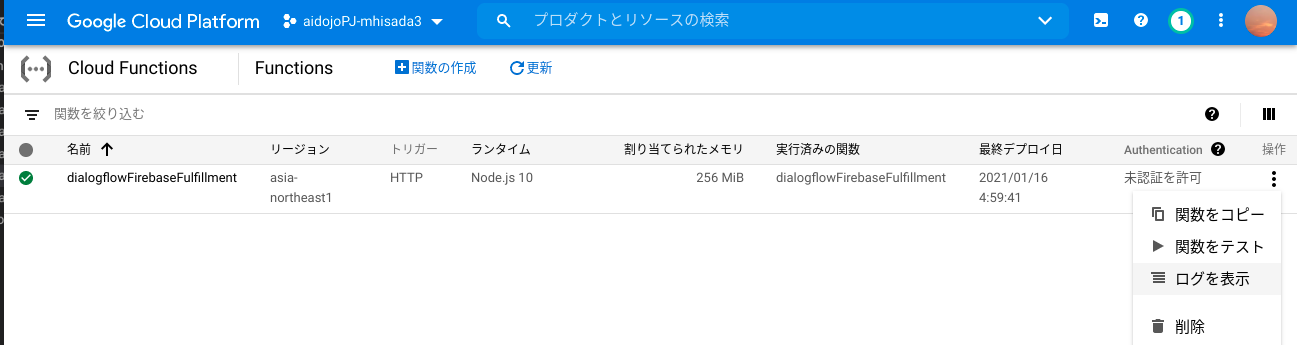 Google Cloud Platform aidojoPJ-mhisada3 プロダクトとリソースの検索 1
Cloud Functions Functions 関数の作成 更新
関数を絞り込む
名前 リージョン トリガー ランタイム 割り当てられたメモリ 実行済みの関数 最終デプロイ日 Authentication 操作
dialogflowFirebaseFulfillment asia-northeast1 HTTP Node.js 10 256 MiB dialogflowFirebaseFulfillment 2021/01/16 4:59:41 未認証を許可
関数をコピー
関数をテスト
ログを表示
削除